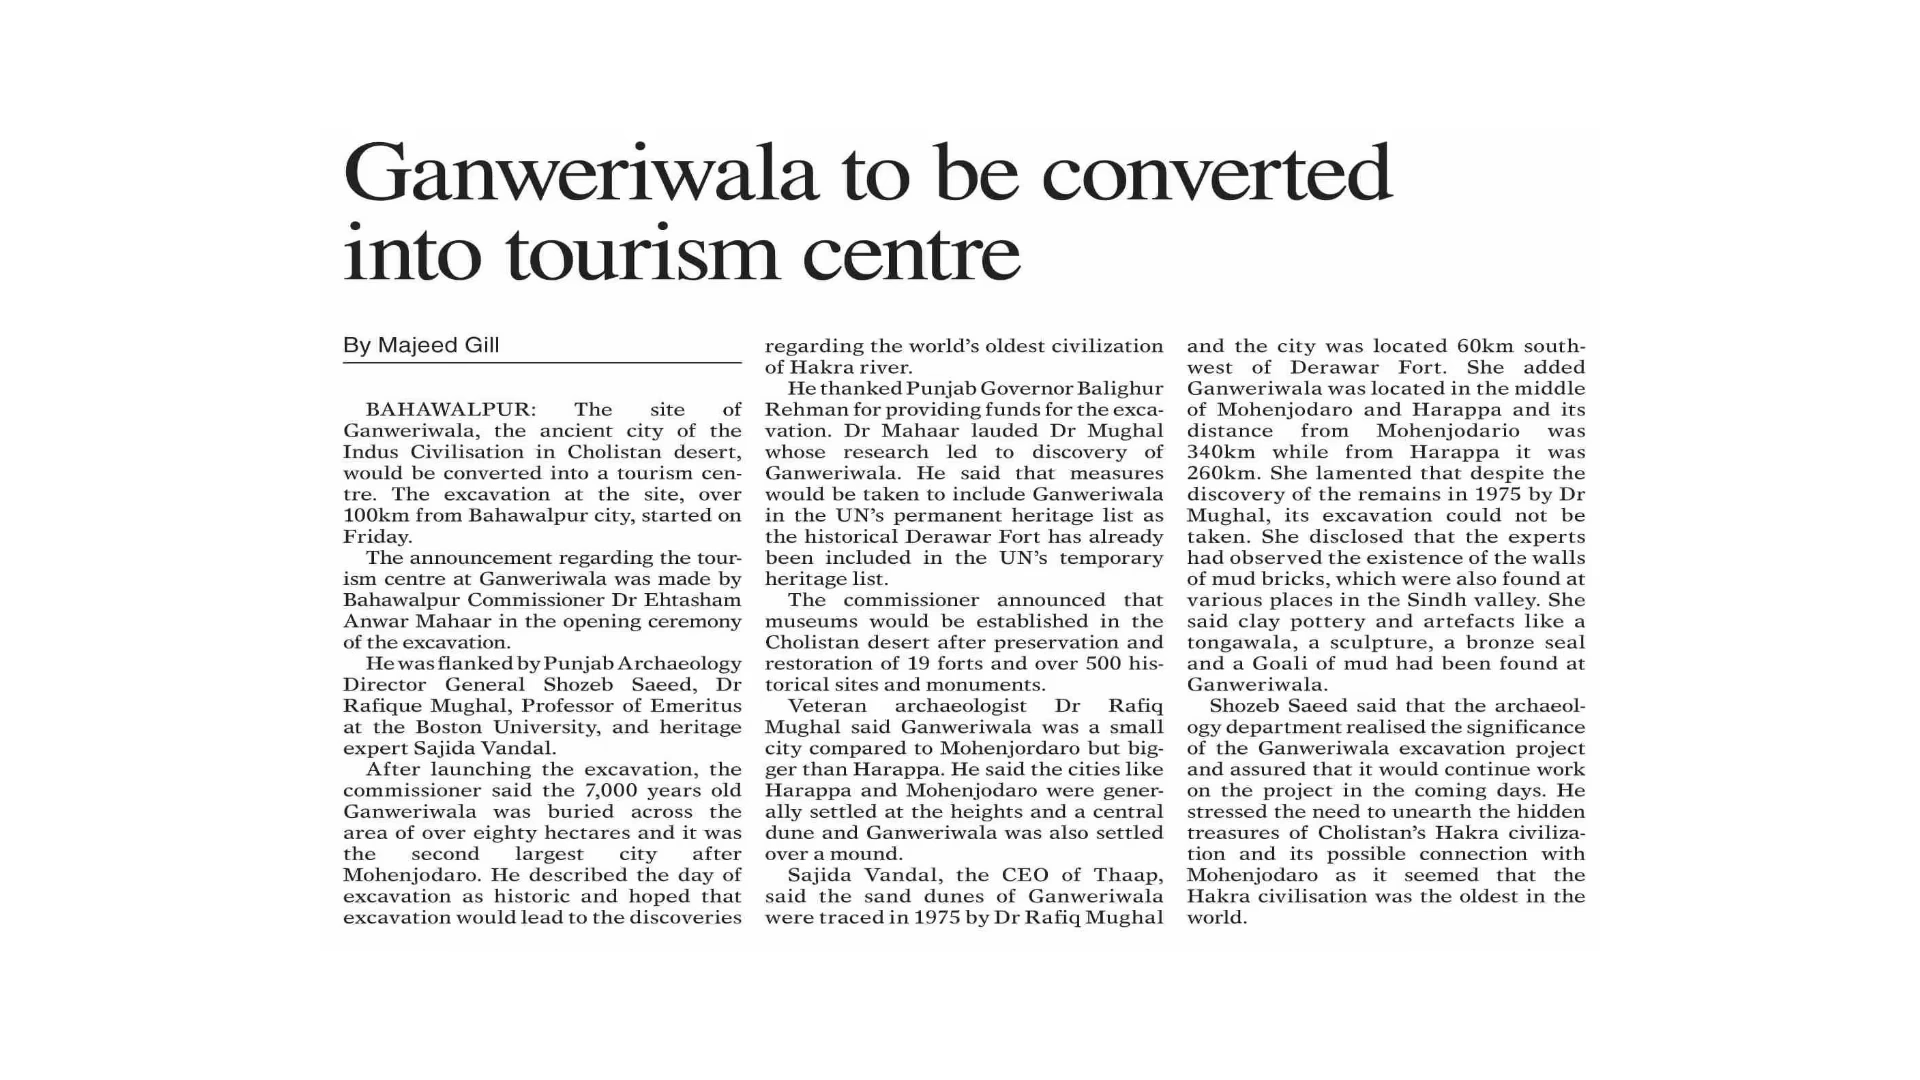 Ganweriwala to be converted
into tourism centre
By Majeed Gill
BAHAWALPUR: The site of
Ganweriwala, the ancient city of the
Indus Civilisation in Cholistan desert,
would be converted into a tourism cen-
tre. The excavation at the site, over
100km from Bahawalpur city, started on
Friday.
The announcement regarding the tour-
ism centre at Ganweriwala was made by
Bahawalpur Commissioner Dr Ehtasham
Anwar Mahaar in the opening ceremony
of the excavation.
He was flanked by Punjab Archaeology
Director General Shozeb Saeed, Dr
Rafique Mughal, Professor of Emeritus
at the Boston University, and heritage
expert Sajida Vandal.
After launching the excavation, the
commissioner said the 7,000 years old
Ganweriwala was buried across the
area of over eighty hectares and it was
the second largest city after
Mohenjodaro. He described the day of
excavation as historic and hoped that
excavation would lead to the discoveries
regarding the world's oldest civilization
of Hakra river.
He thanked Punjab Governor Balighur
Rehman for providing funds for the exca-
vation. Dr Mahaar lauded Dr Mughal
whose research led to discovery of
Ganweriwala. He said that measures
would be taken to include Ganweriwala
in the UN's permanent heritage list as
the historical Derawar Fort has already
been included in the UN's temporary
heritage list.
The commissioner announced that
museums would be established in the
Cholistan desert after preservation and
restoration of 19 forts and over 500 his-
torical sites and monuments.
Veteran archaeologist Dr Rafiq
Mughal said Ganweriwala was a small
city compared to Mohenjordaro but big-
ger than Harappa. He said the cities like
Harappa and Mohenjodaro were gener-
ally settled at the heights and a central
dune and Ganweriwala was also settled
over a mound.
Sajida Vandal, the CEO of Thaap,
said the sand dunes of Ganweriwala
were traced in 1975 by Dr Rafiq Mughal
and the city was located 60km south-
west of Derawar Fort. She added
Ganweriwala was located in the middle
of Mohenjodaro and Harappa and its
distance from Mohenjodario was
340km while from Harappa it was
260km. She lamented that despite the
discovery of the remains in 1975 by Dr
Mughal, its excavation could not be
taken. She disclosed that the experts
had observed the existence of the walls
of mud bricks, which were also found at
various places in the Sindh valley. She
said clay pottery and artefacts like a
tongawala, a sculpture, a bronze seal
and a Goali of mud had been found at
Ganweriwala.
Shozeb Saeed said that the archaeol-
ogy department realised the significance
of the Ganweriwala excavation project
and assured that it would continue work
on the project in the coming days. He
stressed the need to unearth the hidden
treasures of Cholistan's Hakra civiliza-
tion and its possible connection with
Mohenjodaro as it seemed that the
Hakra civilisation was the oldest in the
world.